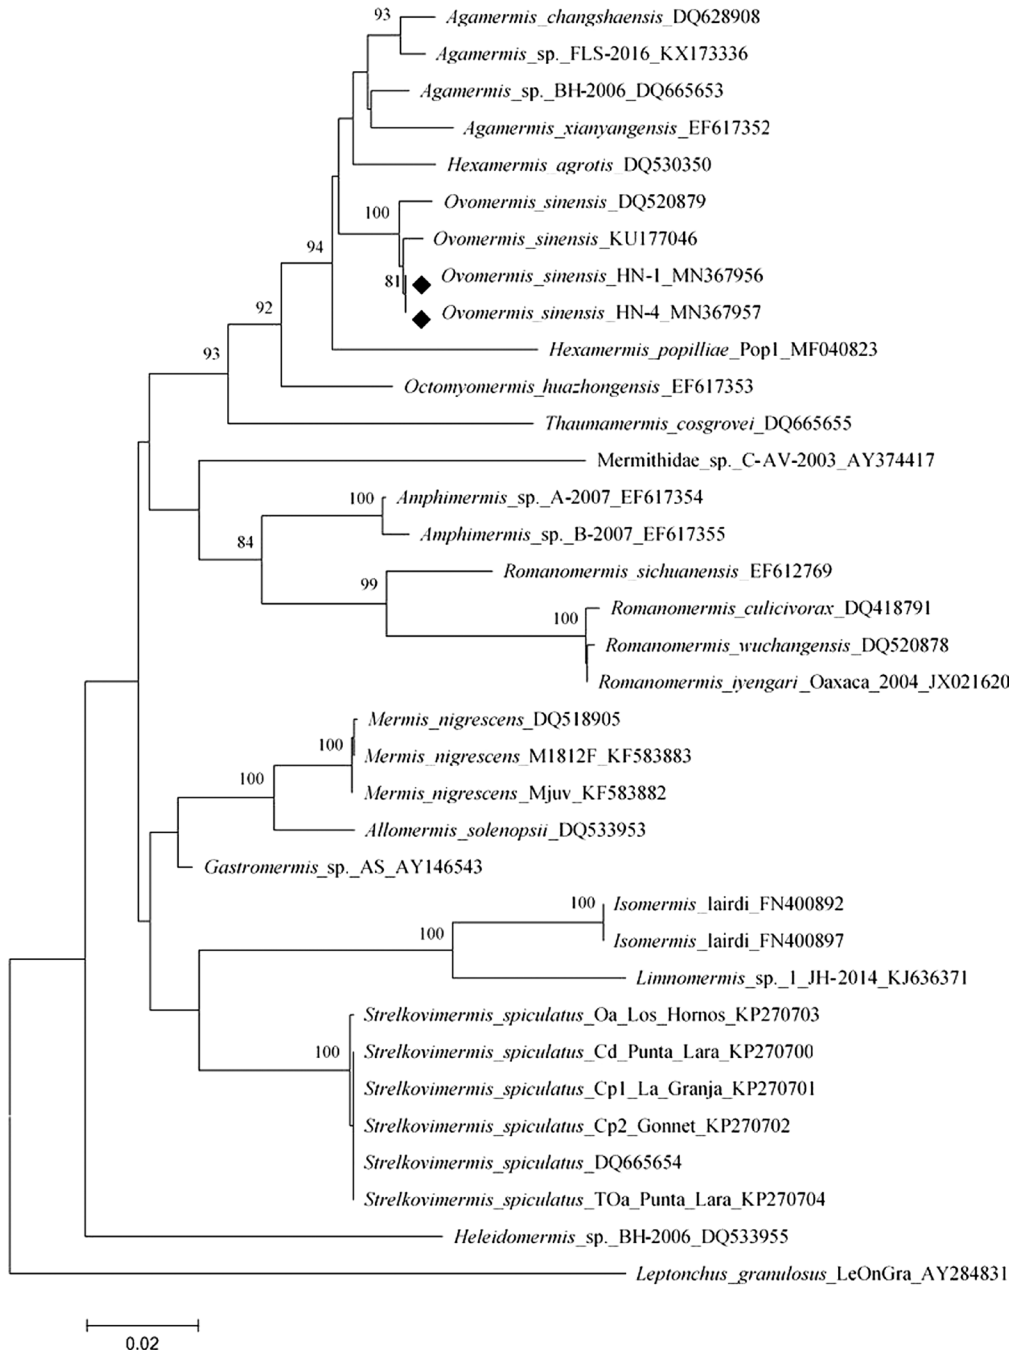 93
Agamermis_changshaensis_DQ628908
Agamermis_sp._FLS-2016_KX173336
Agamermis_sp._BH-2006_DQ665653
Agamermis_xianyangensis_EF617352
Hexamermis_agrotis_DQ530350
100
Ovomermis_sinensis_DQ520879
Ovomermis_sinensis_KU177046
94
81
Ovomermis_sinensis_HN-1_MN367956
Ovomermis_sinensis_HN-4_MN367957
92
Hexamermis_popilliae_Pop1_MF040823
93
Octomyomermis_huazhongensis_EF617353
Thaumamermis_cosgrovei_DQ665655
Mermithidae_sp._C-AV-2003_AY374417
100
Amphimermis_sp._A-2007_EF617354
Amphimermis_sp._B-2007_EF617355
84
99
Romanomermis_sichuanensis_EF612769
100
Romanomermis_culicivorax_DQ418791
Romanomermis_wuchangensis_DQ520878
Romanomermis_iyengari_Oaxaca_2004_JX021620
Mermis_nigrescens_DQ518905
100
Mermis_nigrescens_M1812F_KF583883
100
Mermis_nigrescens_Mjuv_KF583882
Allomermis_solenopsii_DQ533953
Gastromermis_sp._AS_AY146543
100
Isomermis_lairdi_FN400892
100
Isomermis_lairdi_FN400897
Limnomermis_sp._1_JH-2014_KJ636371
Strelkovimermis_spiculatus_Oa_Los_Hornos_KP270703
100
Strelkovimermis_spiculatus_Cd_Punta_Lara_KP270700
Strelkovimermis_spiculatus_Cp1_La_Granja_KP270701
Strelkovimermis_spiculatus_Cp2_Gonnet_KP270702
Strelkovimermis_spiculatus_DQ665654
Strelkovimermis_spiculatus_TOa_Punta_Lara_KP270704
Heleidomermis_sp._BH-2006_DQ533955
Leptonchus_granulosus_LeOnGra_AY284831
0.02